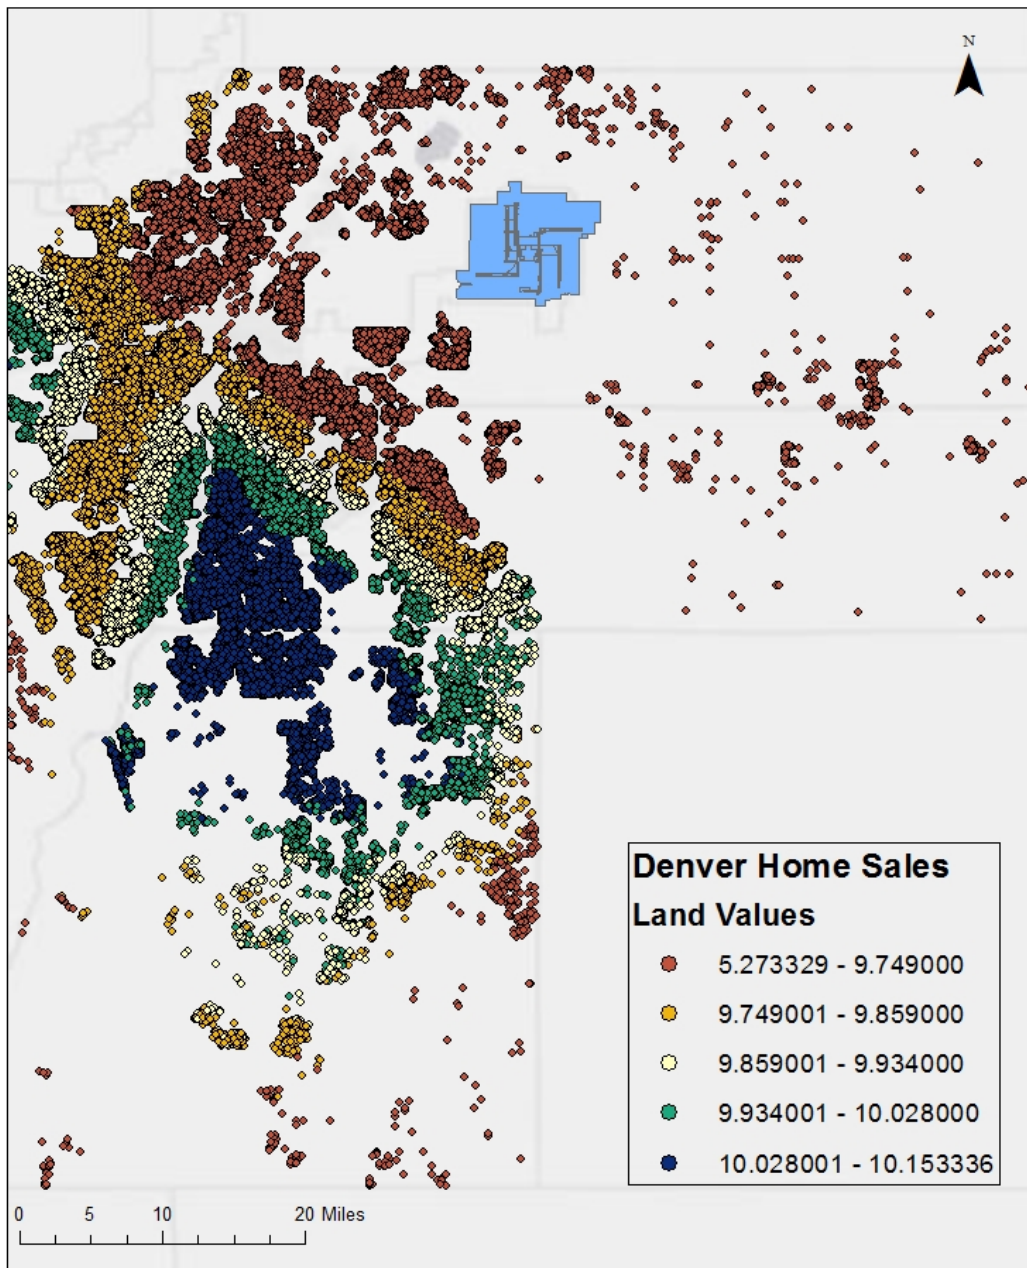 N
Denver Home Sales
Land Values
5.273329 - 9.749000
9.749001 - 9.859000
9.859001 - 9.934000
9.934001 - 10.028000
10.028001 - 10.153336
0 5 10 20 Miles